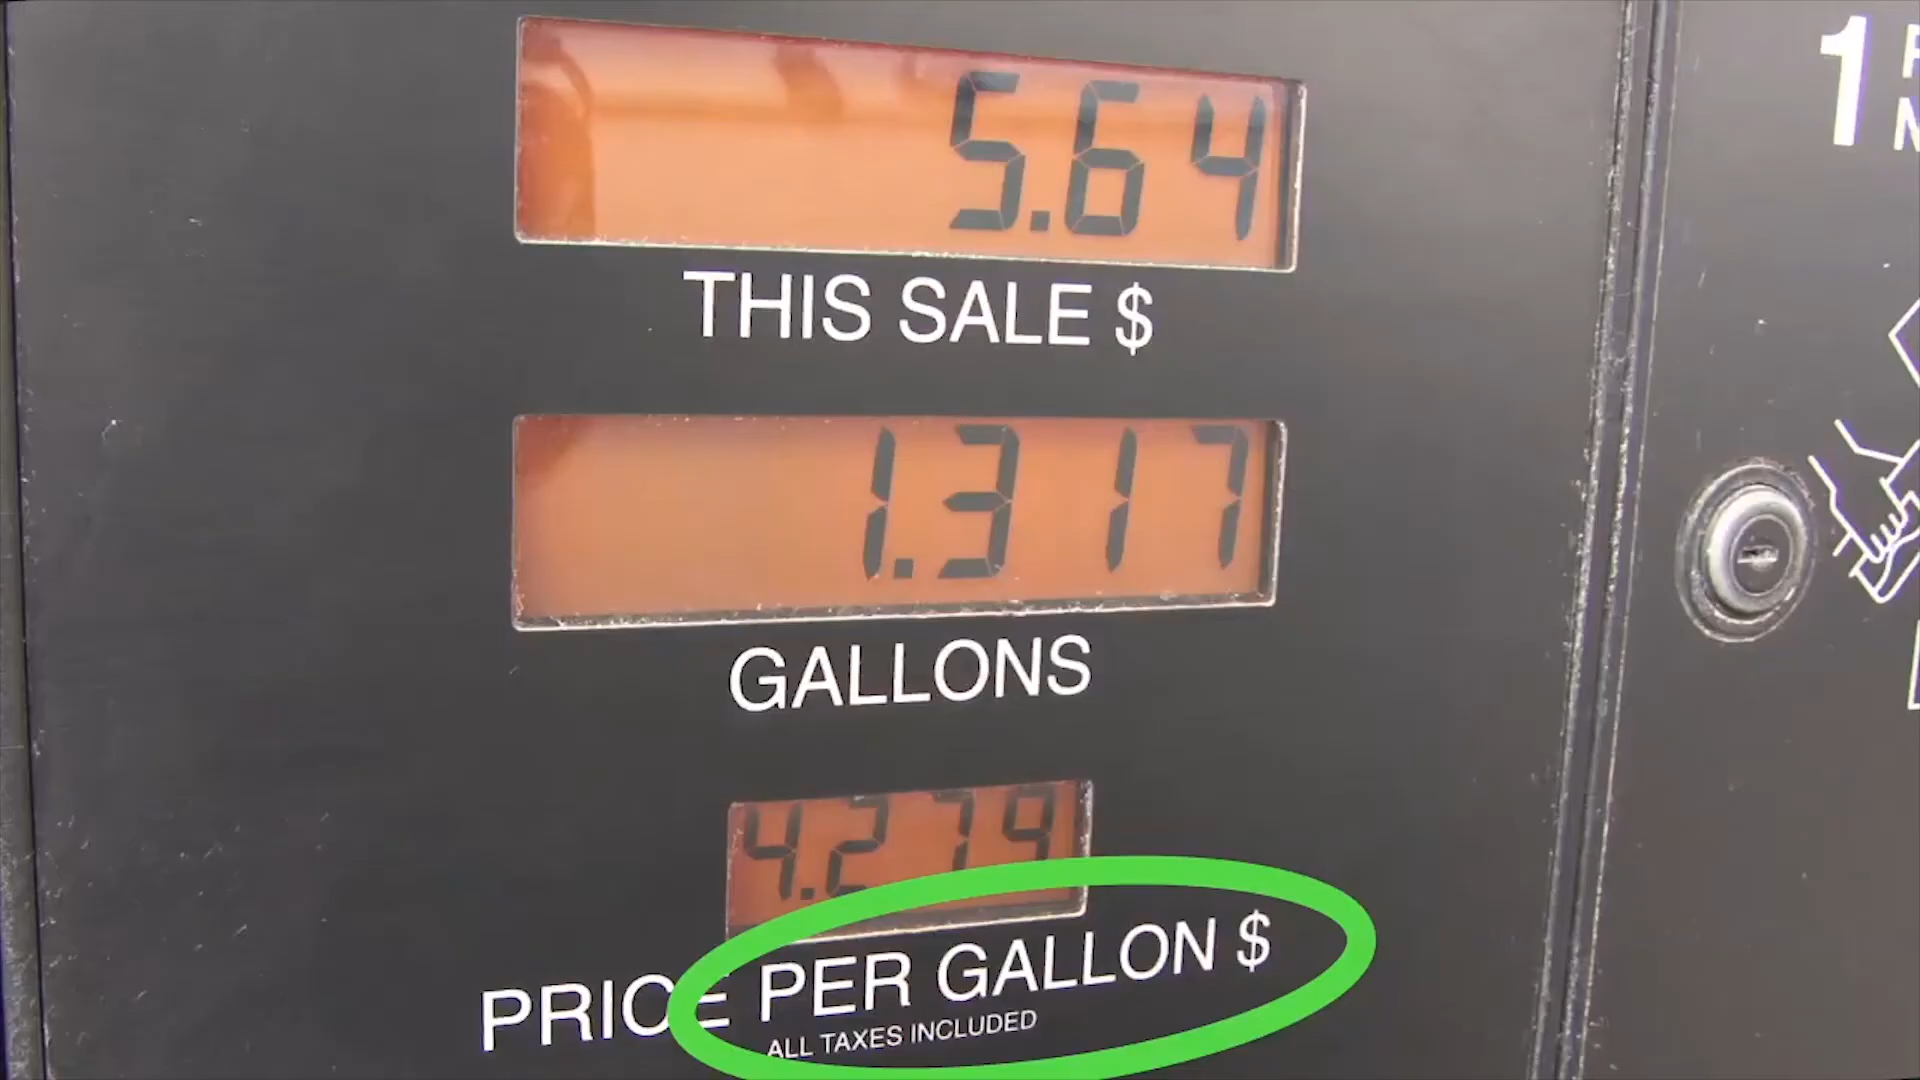 5.64
THIS SALE $
1.317
GALLONS
4.279
PRICE PER GALLON $
ALL TAXES INCLUDED
1